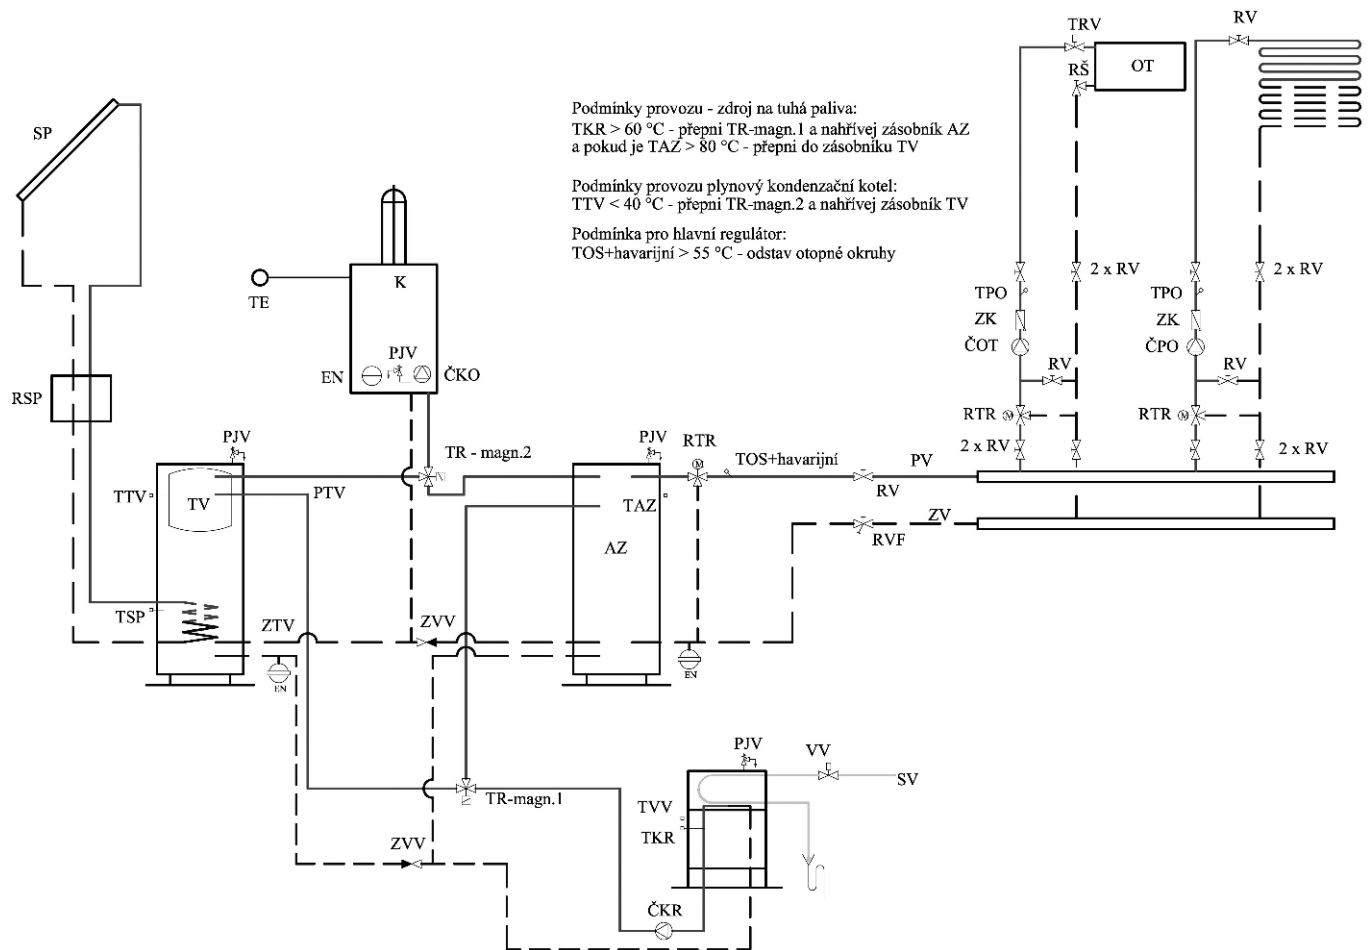 TRV
RV
OT
RŠ
SP
Podmínky provozu - zdroj na tuhá paliva:
TKR > 60 °C - přepni TR-magn.1 a nahřívej zásobník AZ
a pokud je TAZ > 80 °C - přepni do zásobníku TV
Podmínky provozu plynový kondenzační kotel:
TTV < 40 °C - přepni TR-magn.2 a nahřívej zásobník TV
Podmínka pro hlavní regulátor:
TOS+havarijní > 55 °C - odstav otopné okruhy
K
TE
2 x RV
2 x RV
TPO
TPO
ZK
ZK
ČOT
ČPO
PJV
EN
ČKO
RV
RV
RSP
RTR
M
RTR
M
PJV
TR - magn.2
PJV
RTR
M
2 x RV
2 x RV
TOS+havarijní
PV
TTV
TV
PTV
TAZ
RV
AZ
ZV
RVF
TSP
ZTV
ZVV
EN
EN
PJV
VV
SV
TR-magn.1
TVV
TKR
ZVV
ČKR